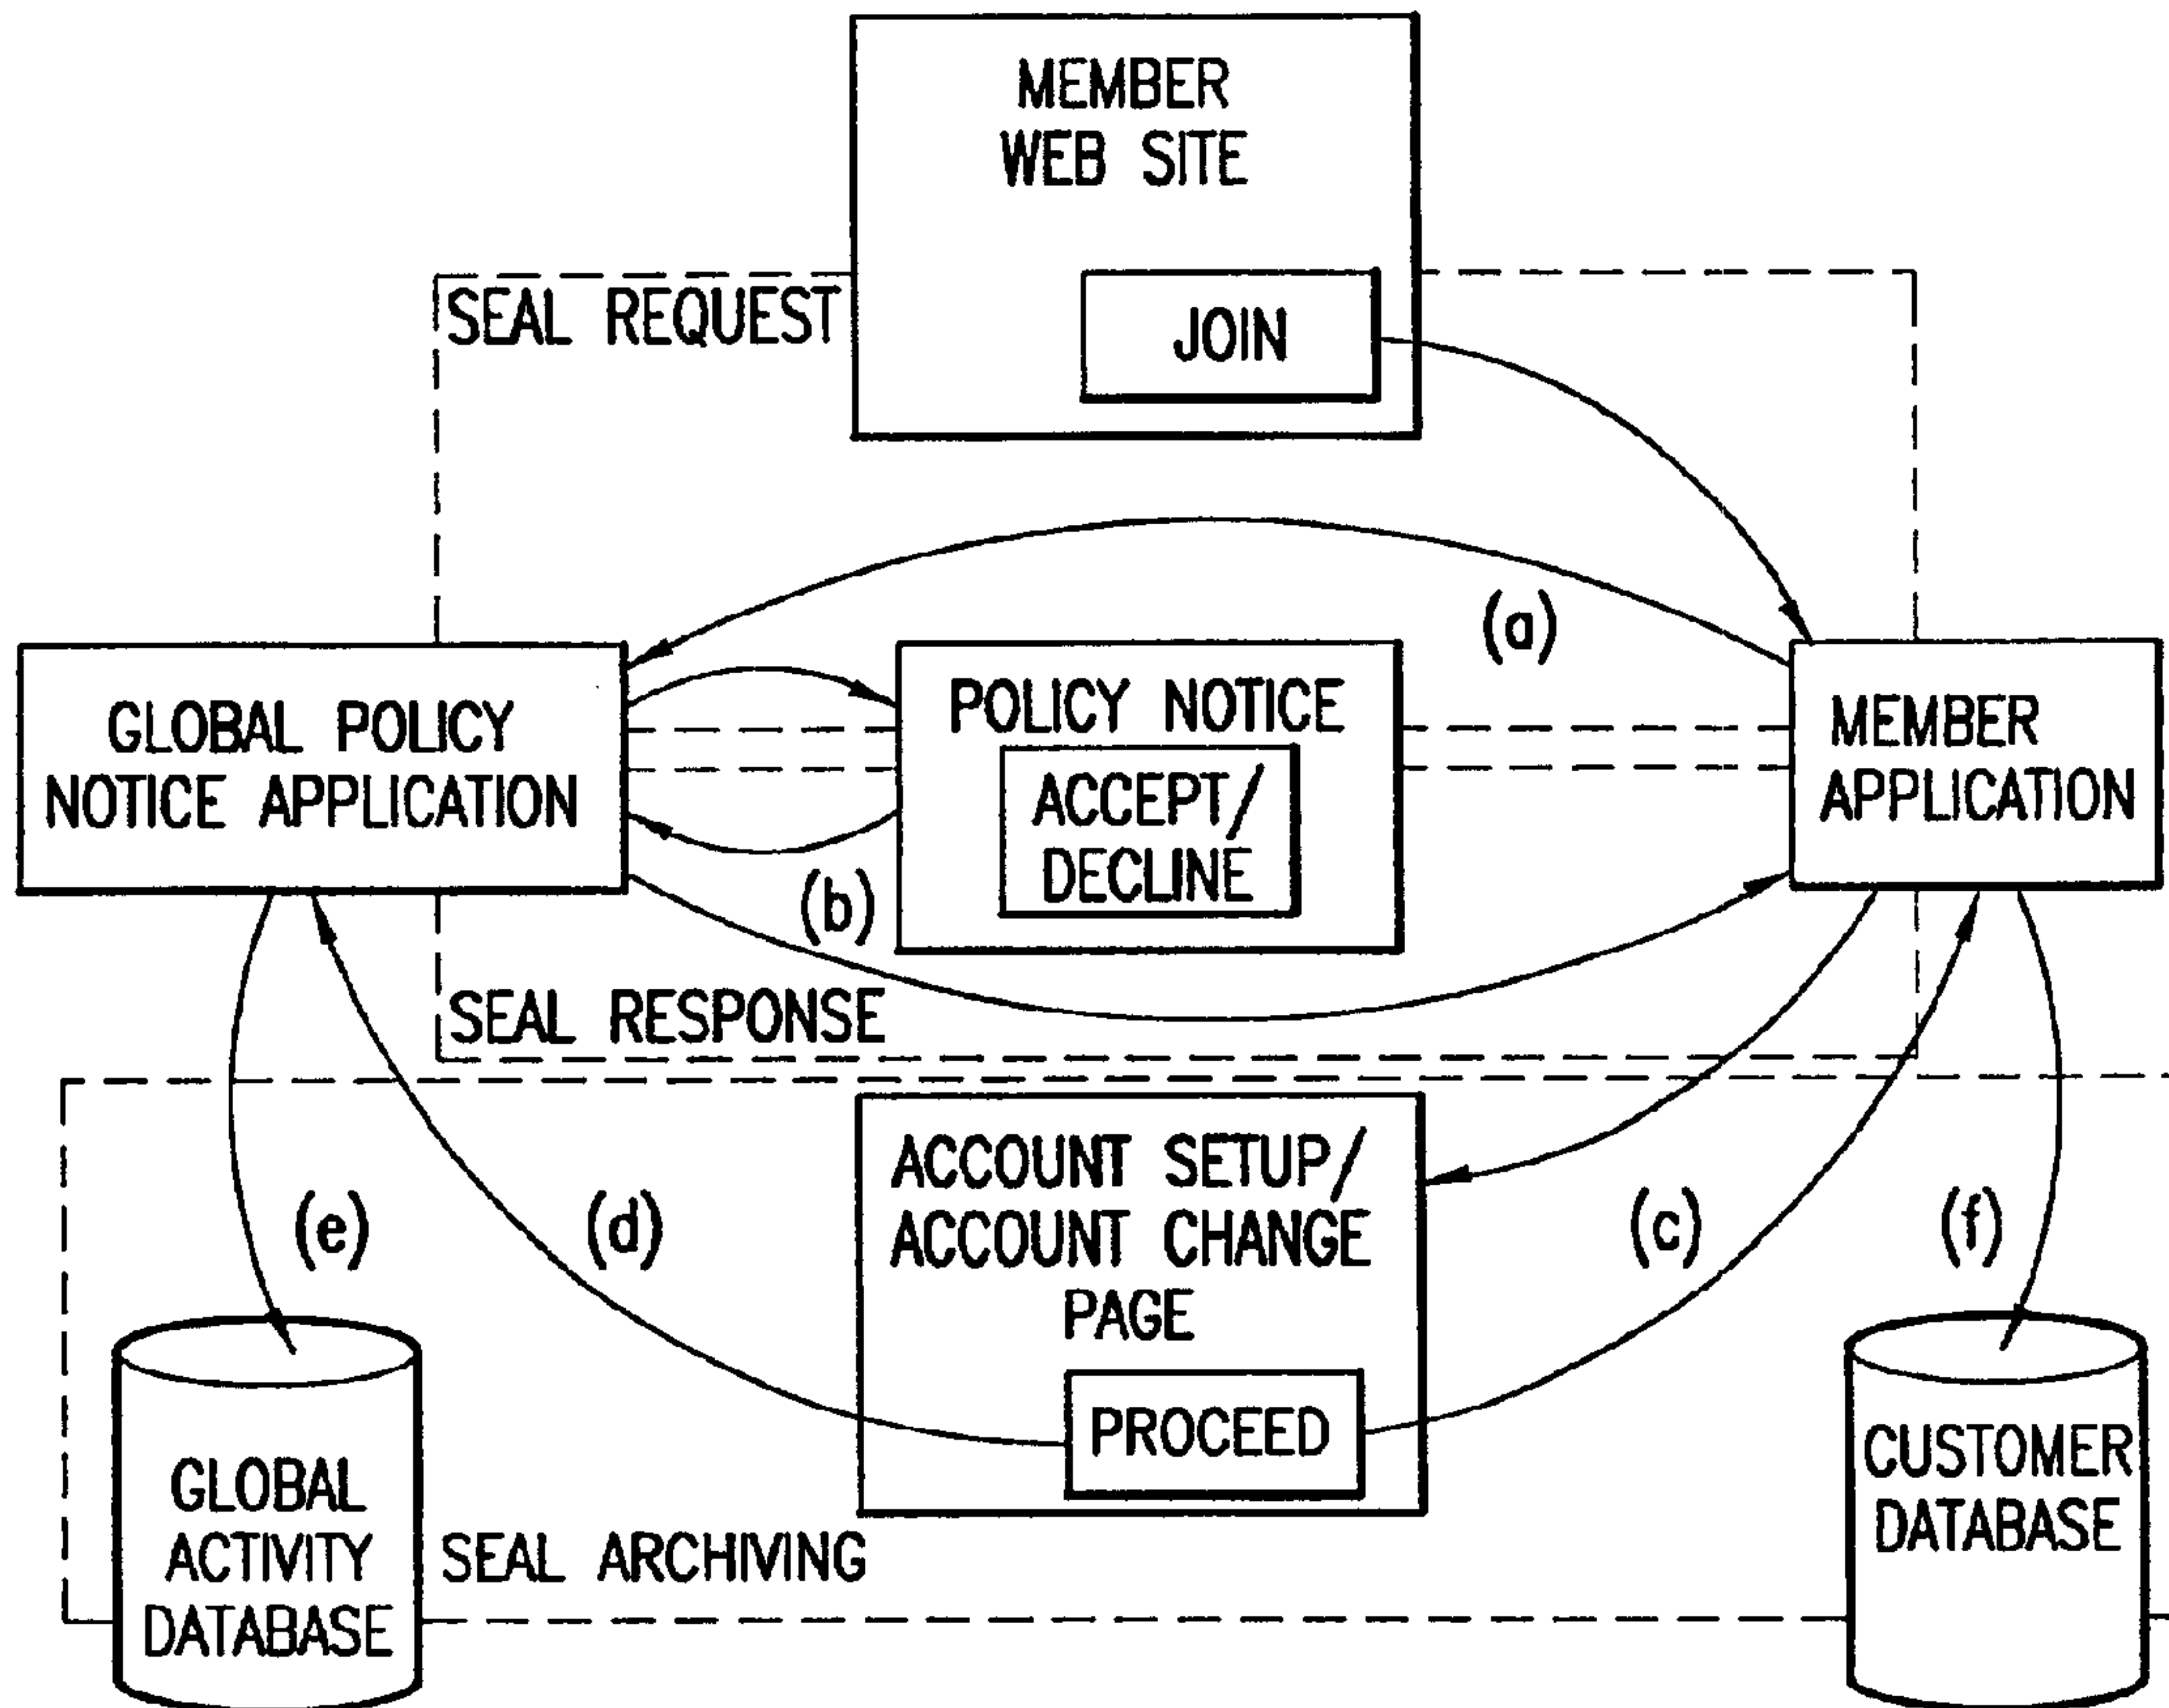 MEMBER
WEB SITE
SEAL REQUEST
JOIN
(a)
GLOBAL POLICY
NOTICE APPLICATION
POLICY NOTICE
ACCEPT/
DECLINE
MEMBER
APPLICATION
(b)
SEAL RESPONSE
ACCOUNT SETUP/
ACCOUNT CHANGE
PAGE
PROCEED
(e)
(d)
(c)
(f)
GLOBAL
ACTIVITY
DATABASE
SEAL ARCHIVING
CUSTOMER
DATABASE